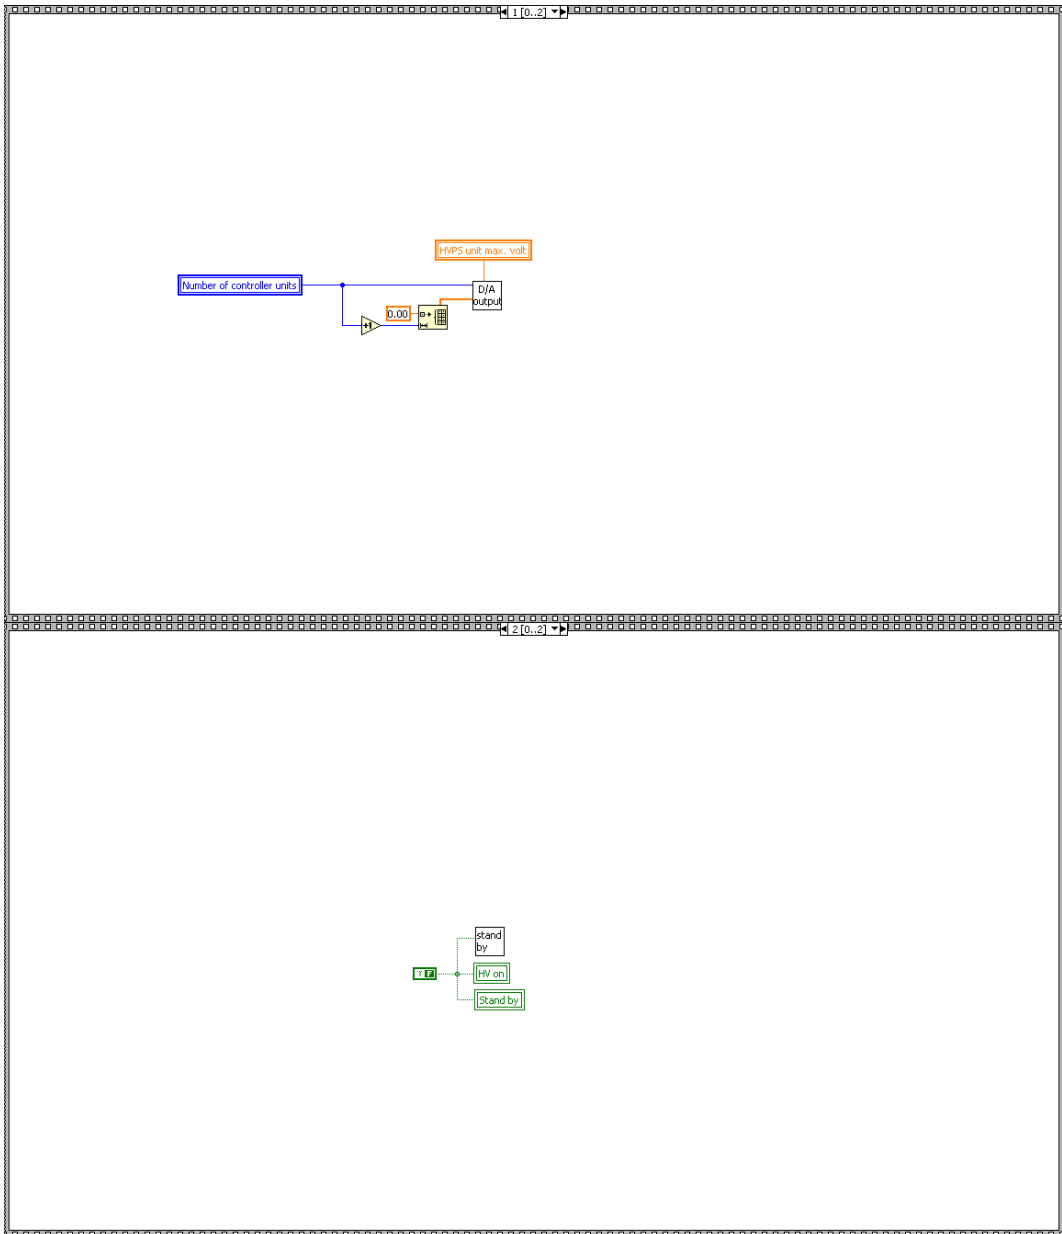 1 [0..2]
HVPS unit max. volt
Number of controller units
D/A
output
0.00
2 [0..2]
stand
by
T F
HV on
Stand by